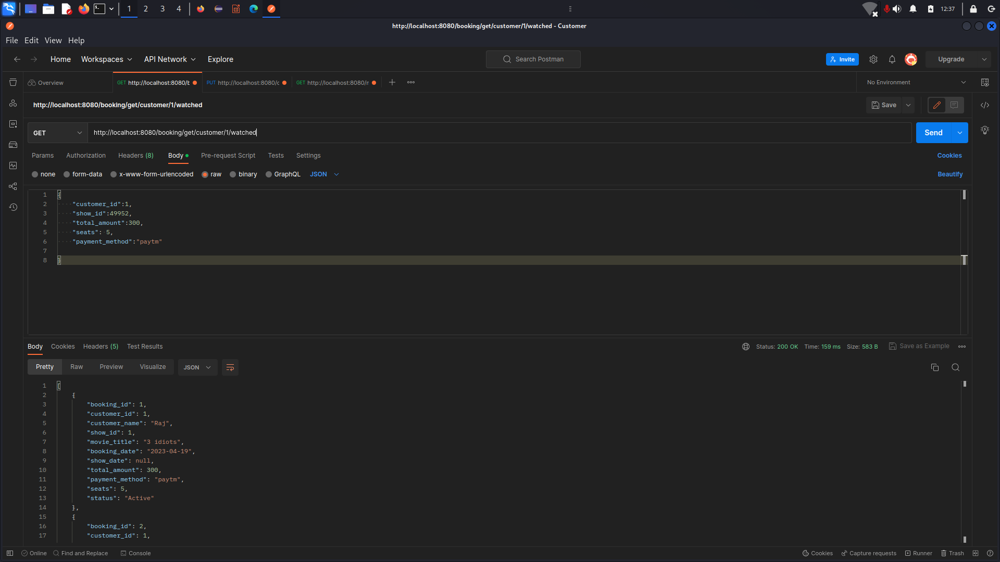 1 2 3 4 12:37
http://localhost:8080/booking/get/customer/1/watched - Customer
File Edit View Help
Home Workspaces API Network Explore Search Postman Invite Upgrade
Overview GET http://localhost:8080/b PUT http://localhost:8080/c GET http://localhost:8080/r No Environment
http://localhost:8080/booking/get/customer/1/watched Save
GET http://localhost:8080/booking/get/customer/1/watched Send
Params Authorization Headers (8) Body Pre-request Script Tests Settings Cookies
none form-data x-www-form-urlencoded raw binary GraphQL JSON Beautify
1 {
2 "customer_id":1,
3 "show_id":49952,
4 "total_amount":300,
5 "seats": 5,
6 "payment_method":"paytm"
7
8 }
Body Cookies Headers (5) Test Results Status: 200 OK Time: 159 ms Size: 583 B Save as Example
Pretty Raw Preview Visualize JSON
1 [
2 {
3 "booking_id": 1,
4 "customer_id": 1,
5 "customer_name": "Raj",
6 "show_id": 1,
7 "movie_title": "3 idiots",
8 "booking_date": "2023-04-19",
9 "show_date": null,
10 "total_amount": 300,
11 "payment_method": "paytm",
12 "seats": 5,
13 "status": "Active"
14 },
15 {
16 "booking_id": 2,
17 "customer_id": 1,
Online Find and Replace Console Cookies Capture requests Runner Trash